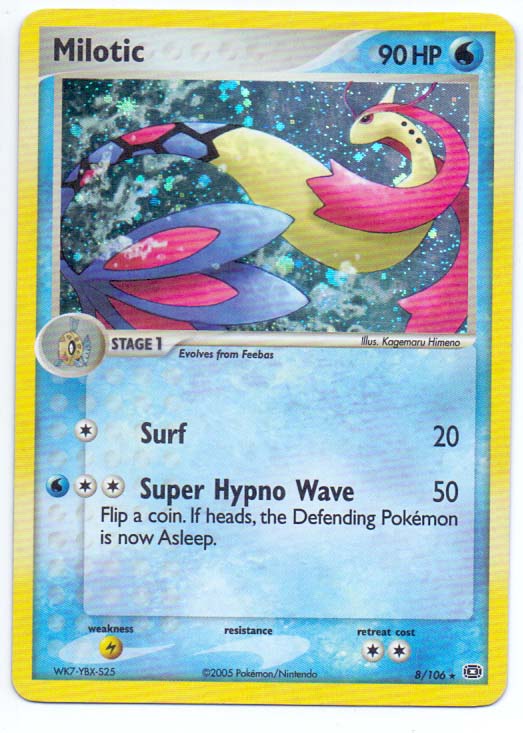 Milotic 90 HP
Illus. Kagemaru Himeno
STAGE 1
Evolves from Feebas
Surf 20
Super Hypno Wave 50
Flip a coin. If heads, the Defending Pokémon
is now Asleep.
weakness resistance retreat cost
WK7-YBX-S25 ©2005 Pokémon/Nintendo 8/106 ★